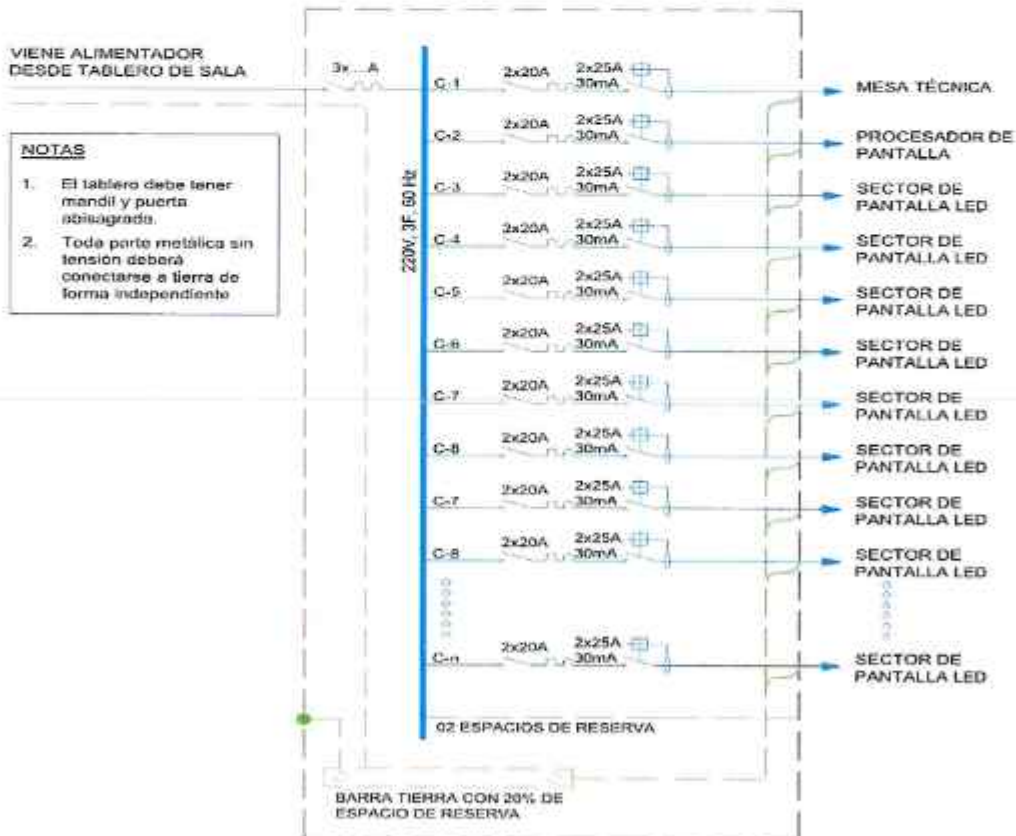 VIENE ALIMENTADOR
DESDE TABLERO DE SALA
NOTAS
1. El tablero debe tener
mandil y puerta
abisagrada.
2. Toda parte metálica sin
tensión deberá
conectarse a tierra de
forma independiente
3x...A
220V, 3F, 60 Hz
C-1 2x20A 2x25A
30mA
MESA TÉCNICA
C-2 2x20A 2x25A
30mA
PROCESADOR DE
PANTALLA
C-3 2x20A 2x25A
30mA
SECTOR DE
PANTALLA LED
C-4 2x20A 2x25A
30mA
SECTOR DE
PANTALLA LED
C-5 2x20A 2x25A
30mA
SECTOR DE
PANTALLA LED
C-6 2x20A 2x25A
30mA
SECTOR DE
PANTALLA LED
C-7 2x20A 2x25A
30mA
SECTOR DE
PANTALLA LED
C-8 2x20A 2x25A
30mA
SECTOR DE
PANTALLA LED
C-7 2x20A 2x25A
30mA
SECTOR DE
PANTALLA LED
C-8 2x20A 2x25A
30mA
SECTOR DE
PANTALLA LED
C-n 2x20A 2x25A
30mA
SECTOR DE
PANTALLA LED
02 ESPACIOS DE RESERVA
BARRA TIERRA CON 20% DE
ESPACIO DE RESERVA